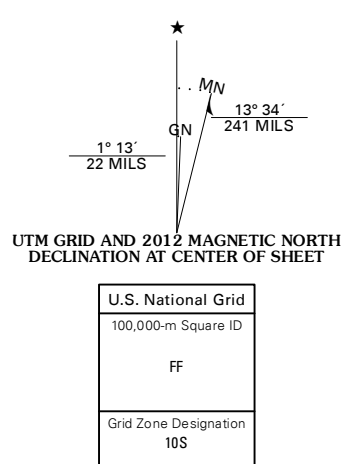 ★
MN
GN
13° 34´
241 MILS
1° 13´
22 MILS
UTM GRID AND 2012 MAGNETIC NORTH
DECLINATION AT CENTER OF SHEET
U.S. National Grid
100,000-m Square ID
FF
Grid Zone Designation
10S